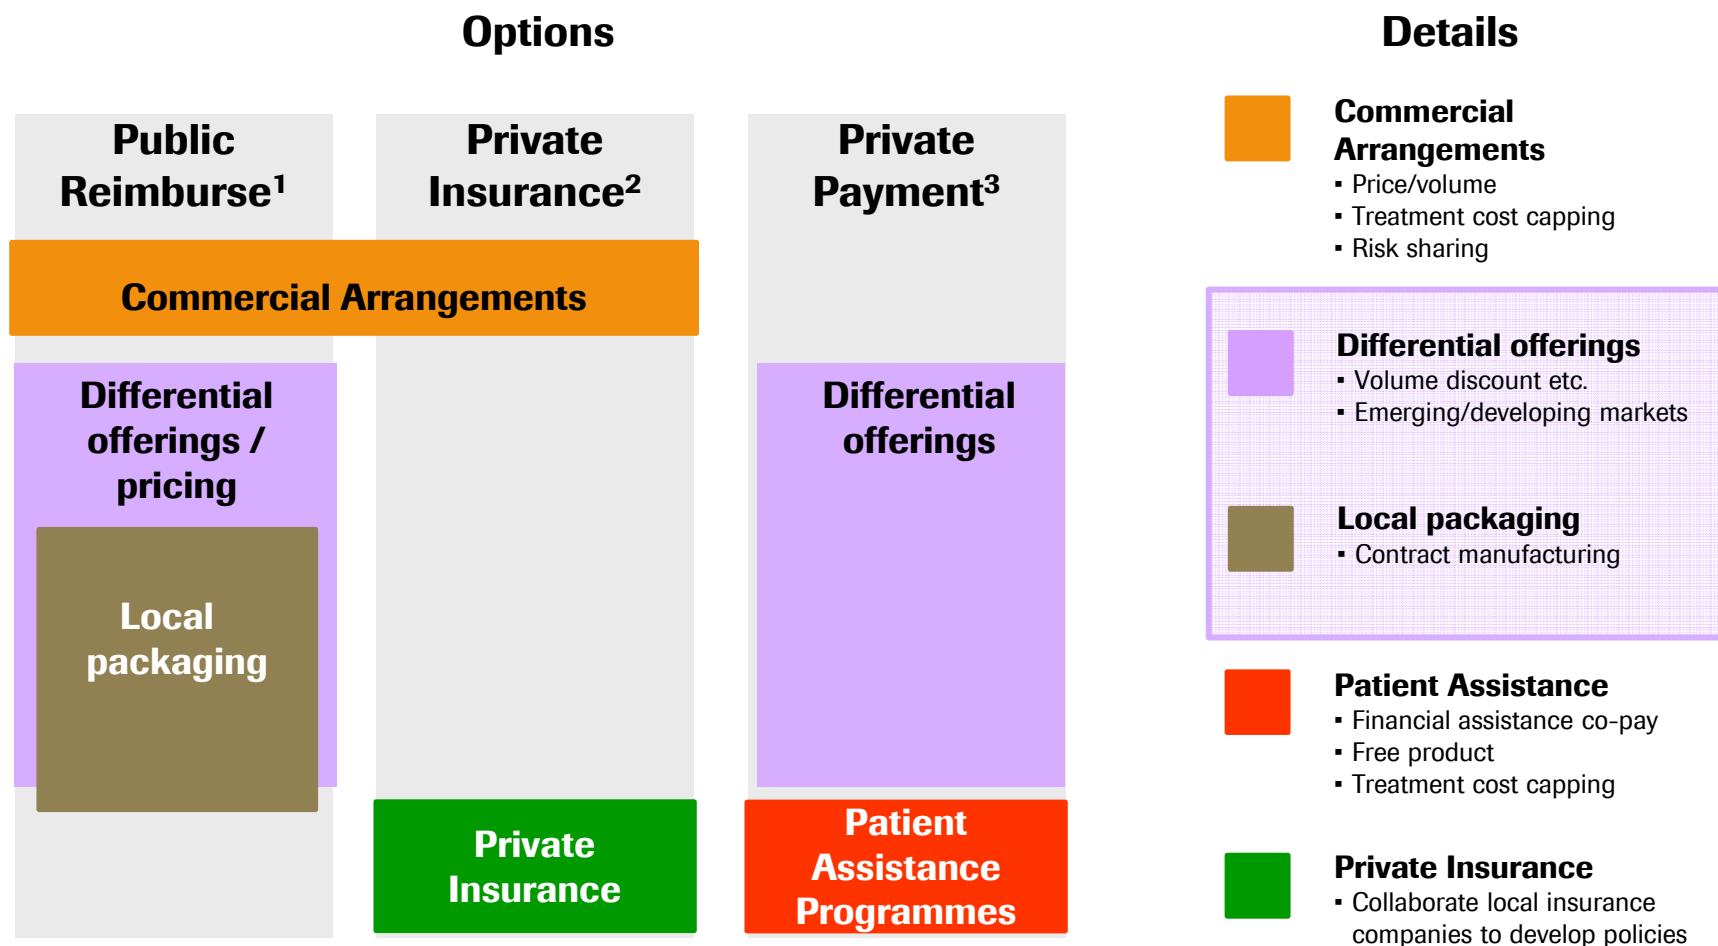 Options
Details
Public
Reimburse¹
Private
Insurance²
Private
Payment³
Commercial Arrangements
Differential
offerings /
pricing
Local
packaging
Differential
offerings
Private
Insurance
Patient
Assistance
Programmes
Commercial
Arrangements
▪ Price/volume
▪ Treatment cost capping
▪ Risk sharing
Differential offerings
▪ Volume discount etc.
▪ Emerging/developing markets
Local packaging
▪ Contract manufacturing
Patient Assistance
▪ Financial assistance co-pay
▪ Free product
▪ Treatment cost capping
Private Insurance
▪ Collaborate local insurance
companies to develop policies